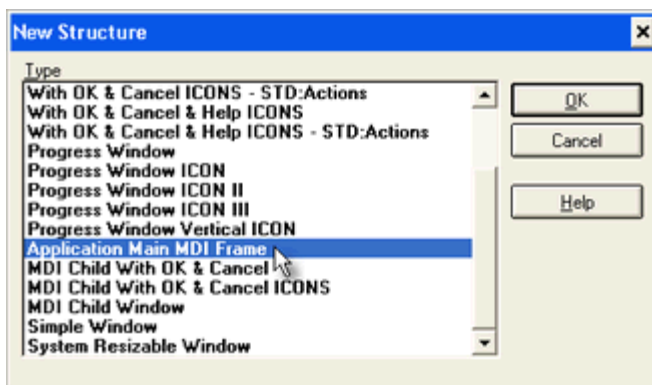 New Structure
Type
With OK & Cancel ICONS - STD:Actions
With OK & Cancel & Help ICONS
With OK & Cancel & Help ICONS - STD:Actions
Progress Window
Progress Window ICON
Progress Window ICON II
Progress Window ICON III
Progress Window Vertical ICON
Application Main MDI Frame
MDI Child With OK & Cancel
MDI Child With OK & Cancel ICONS
MDI Child Window
Simple Window
System Resizable Window
OK
Cancel
Help